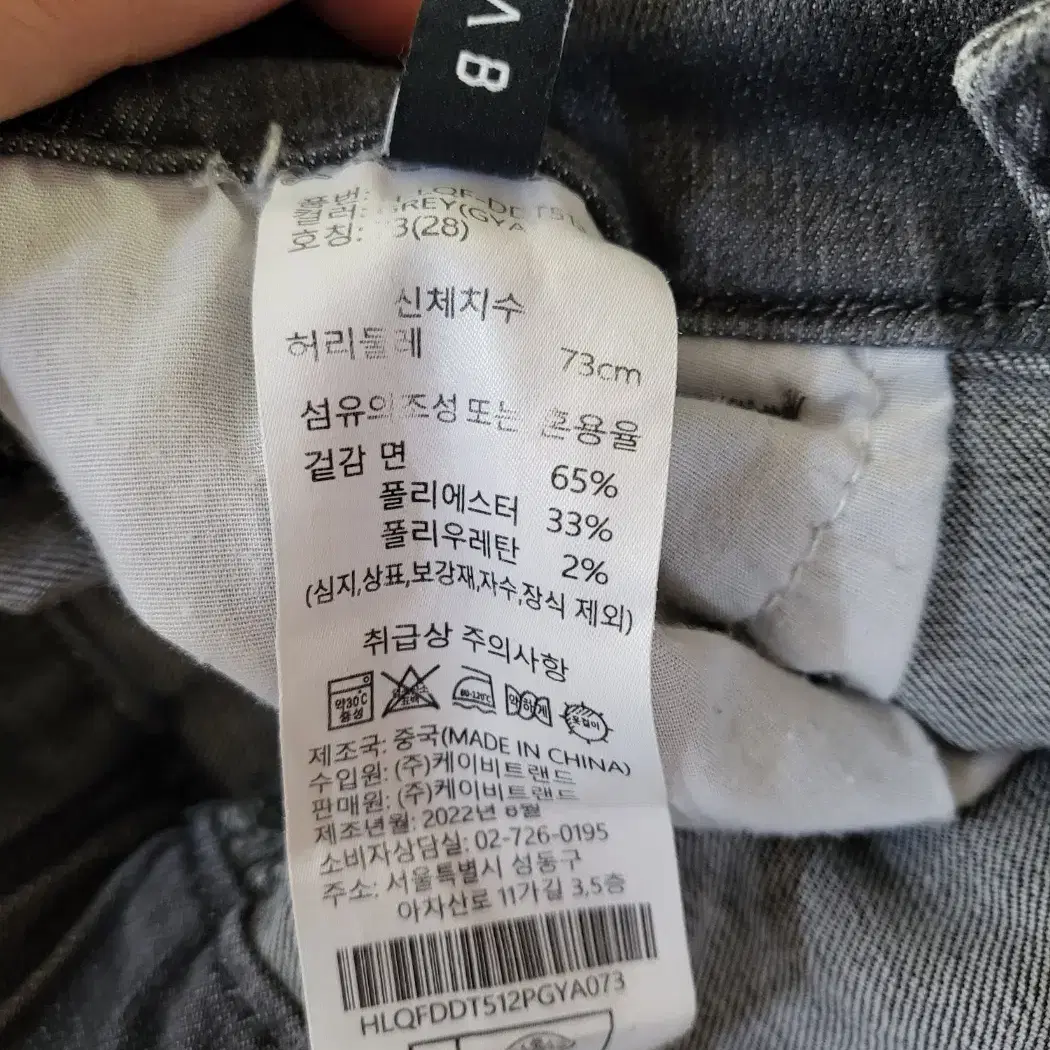 8
품번: HLQF-DDT512
컬러: GREY(GYA
호칭: 73(28)
신체치수
허리둘레 73cm
섬유의 조성 또는 혼용율
겉감 면 65%
폴리에스터 33%
폴리우레탄 2%
(심지,상표,보강재,자수,장식 제외)
취급상 주의사항
약30℃ 중성 80-120℃ 약하게 옷걸이
제조국: 중국(MADE IN CHINA)
수입원: (주)케이비트랜드
판매원: (주)케이비트랜드
제조년월: 2022년 8월
소비자상담실: 02-726-0195
주소: 서울특별시 성동구
아차산로 11가길 3,5층
HLQFDDT512PGYA073